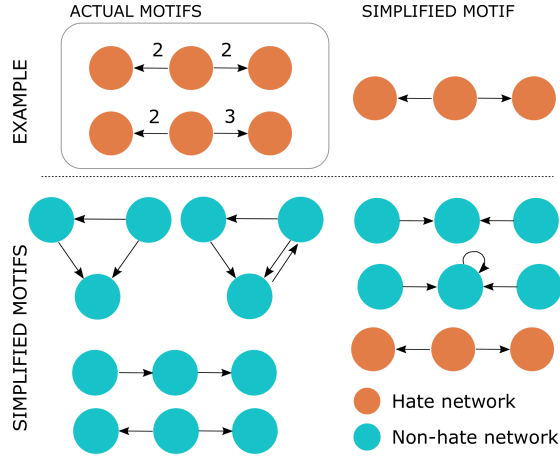 ACTUAL MOTIFS
SIMPLIFIED MOTIF
EXAMPLE
2 2
2 3
SIMPLIFIED MOTIFS
Hate network
Non-hate network